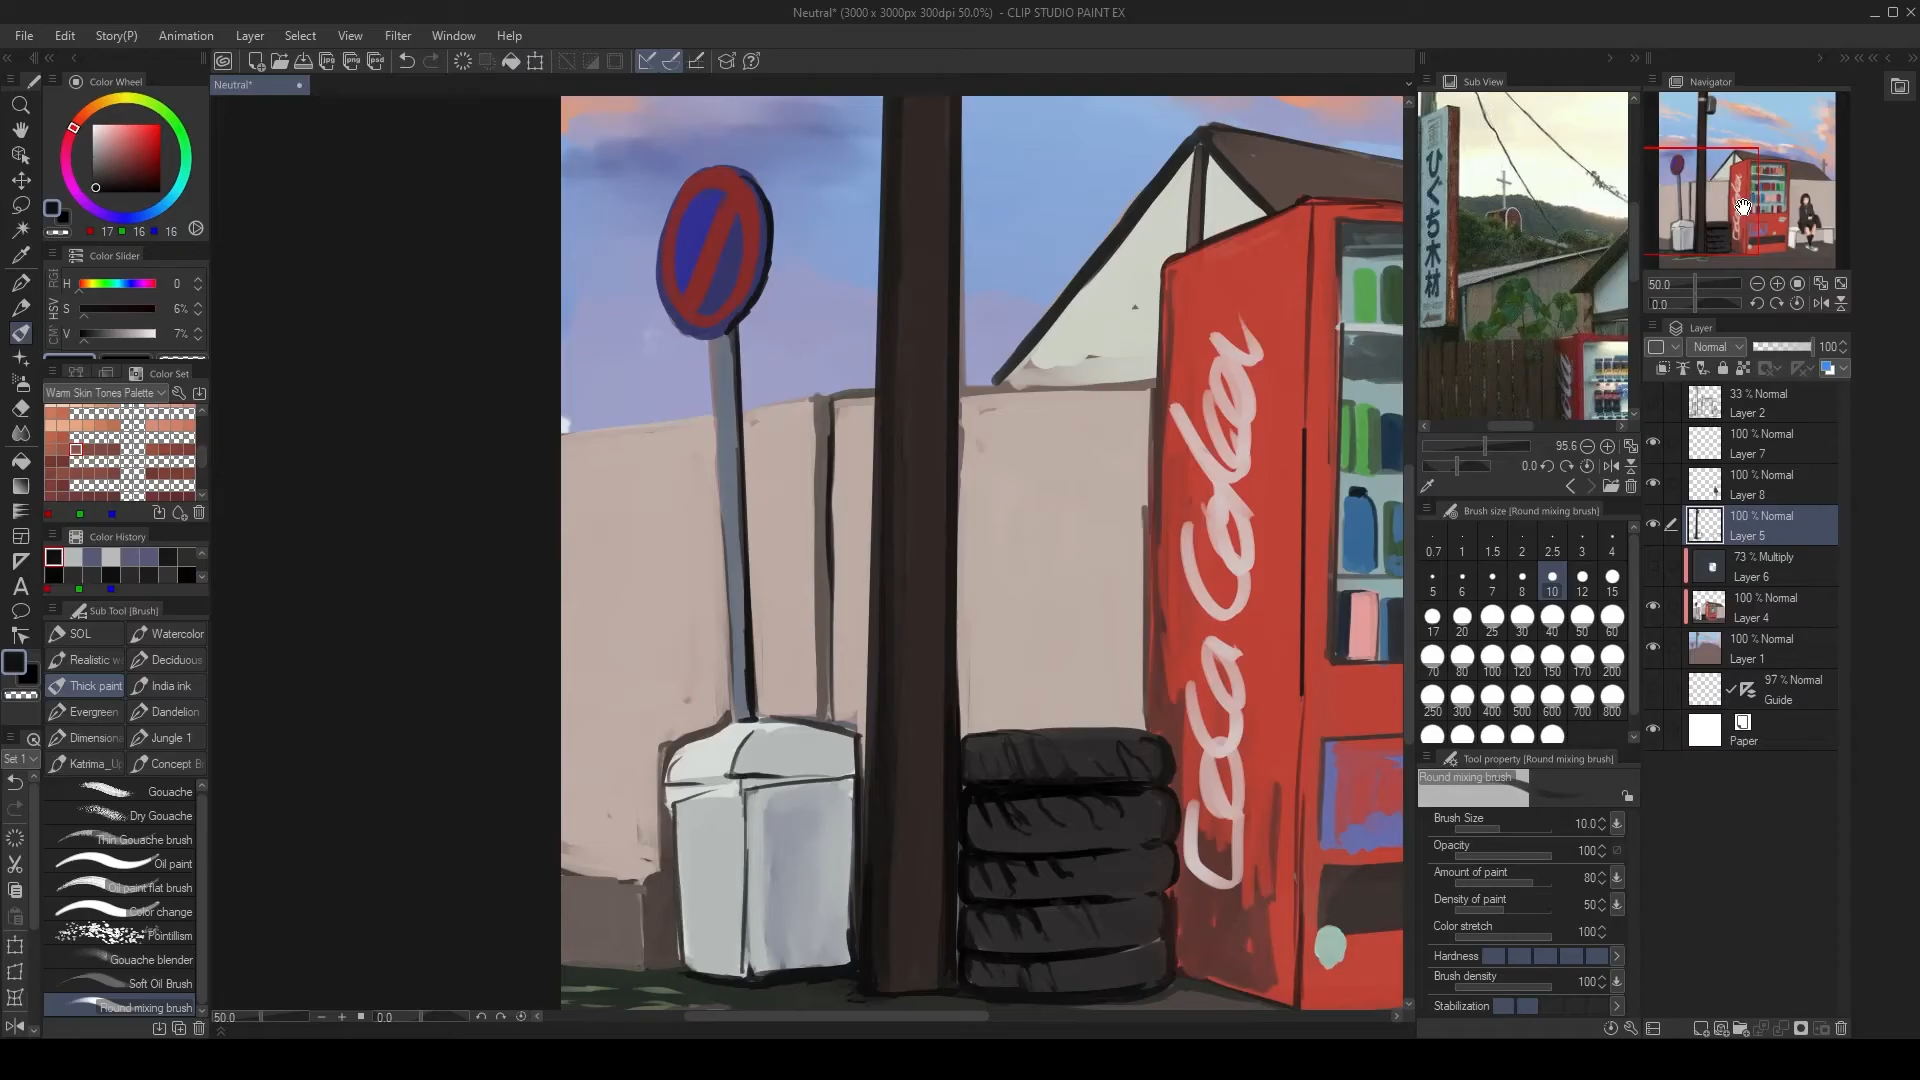 Neutral* (3000 x 3000px 300dpi 50.0%) - CLIP STUDIO PAINT EX
File Edit Story(P) Animation Layer Select View Filter Window Help
Color Wheel
Neutral*
17 16 16
Color Slider
H 0
S 6%
V 7%
Color Set
Warm Skin Tones Palette
Color History
Sub Tool [Brush]
SOL Watercolor
Realistic w Deciduous
Thick paint India ink
Evergreen Dandelion
Dimension Jungle 1
Katrima_U Concept B
Set 1
Gouache
Dry Gouache
Thin Gouache brush
Oil paint
Oil paint flat brush
Color change
Pointillism
Gouache blender
Soft Oil Brush
Round mixing brush
Coca Cola
50.0 0.0
Sub View
ひぐち木材
95.6
0.0
Brush size [Round mixing brush]
0.7 1 1.5 2 2.5 3 4
5 6 7 8 10 12 15
17 20 25 30 40 50 60
70 80 100 120 150 170 200
250 300 400 500 600 700 800
Tool property [Round mixing brush]
Round mixing brush
Brush Size 10.0
Opacity 100
Amount of paint 80
Density of paint 50
Color stretch 100
Hardness
Brush density 100
Stabilization
Navigator
50.0
0.0
Layer
Normal 100
33 % Normal
Layer 2
100 % Normal
Layer 7
100 % Normal
Layer 8
100 % Normal
Layer 5
73 % Multiply
Layer 6
100 % Normal
Layer 4
100 % Normal
Layer 1
97 % Normal
Guide
Paper